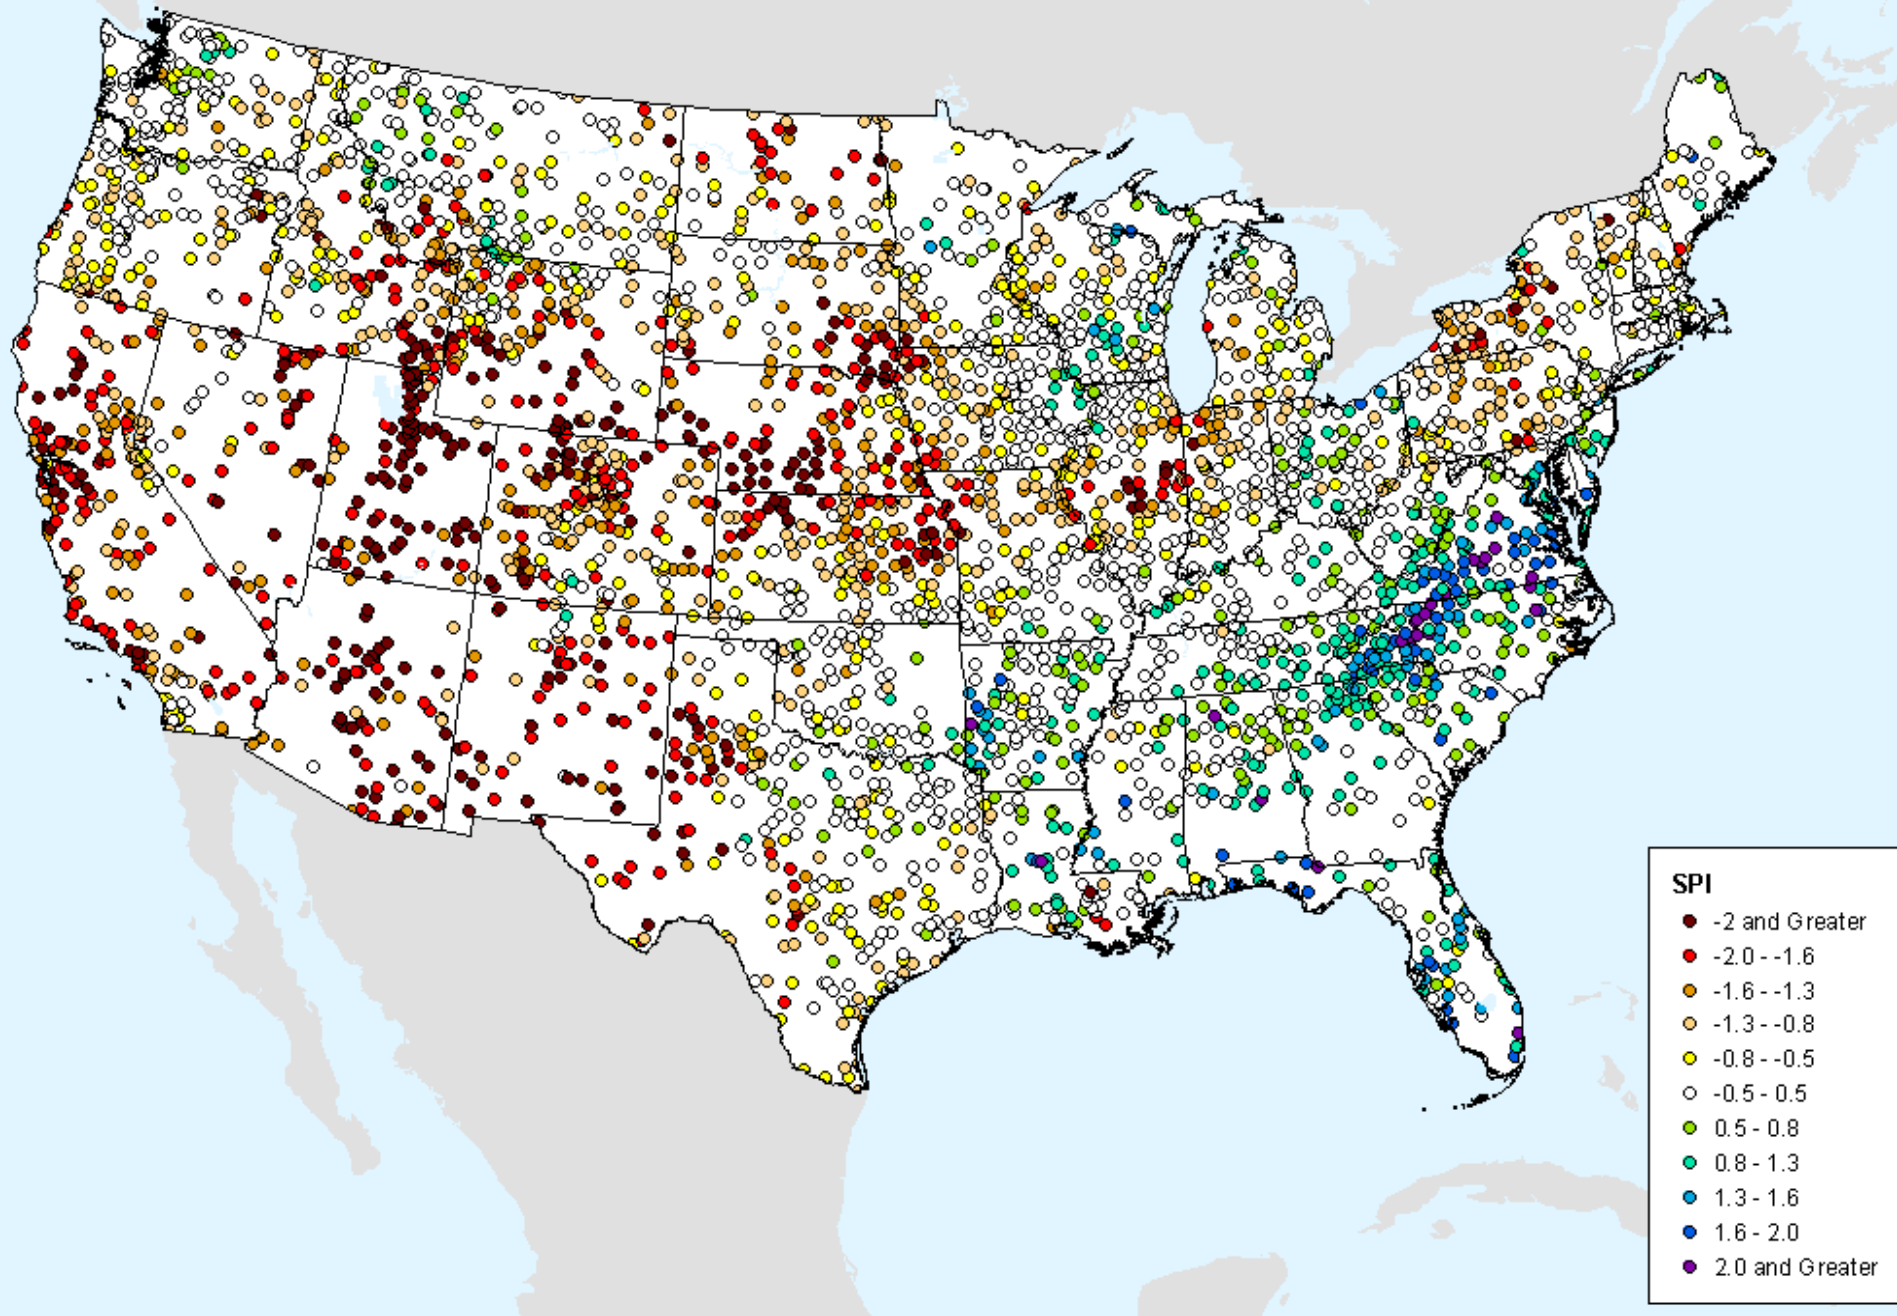 SPI
-2 and Greater
-2.0 - -1.6
-1.6 - -1.3
-1.3 - -0.8
-0.8 - -0.5
-0.5 - 0.5
0.5 - 0.8
0.8 - 1.3
1.3 - 1.6
1.6 - 2.0
2.0 and Greater